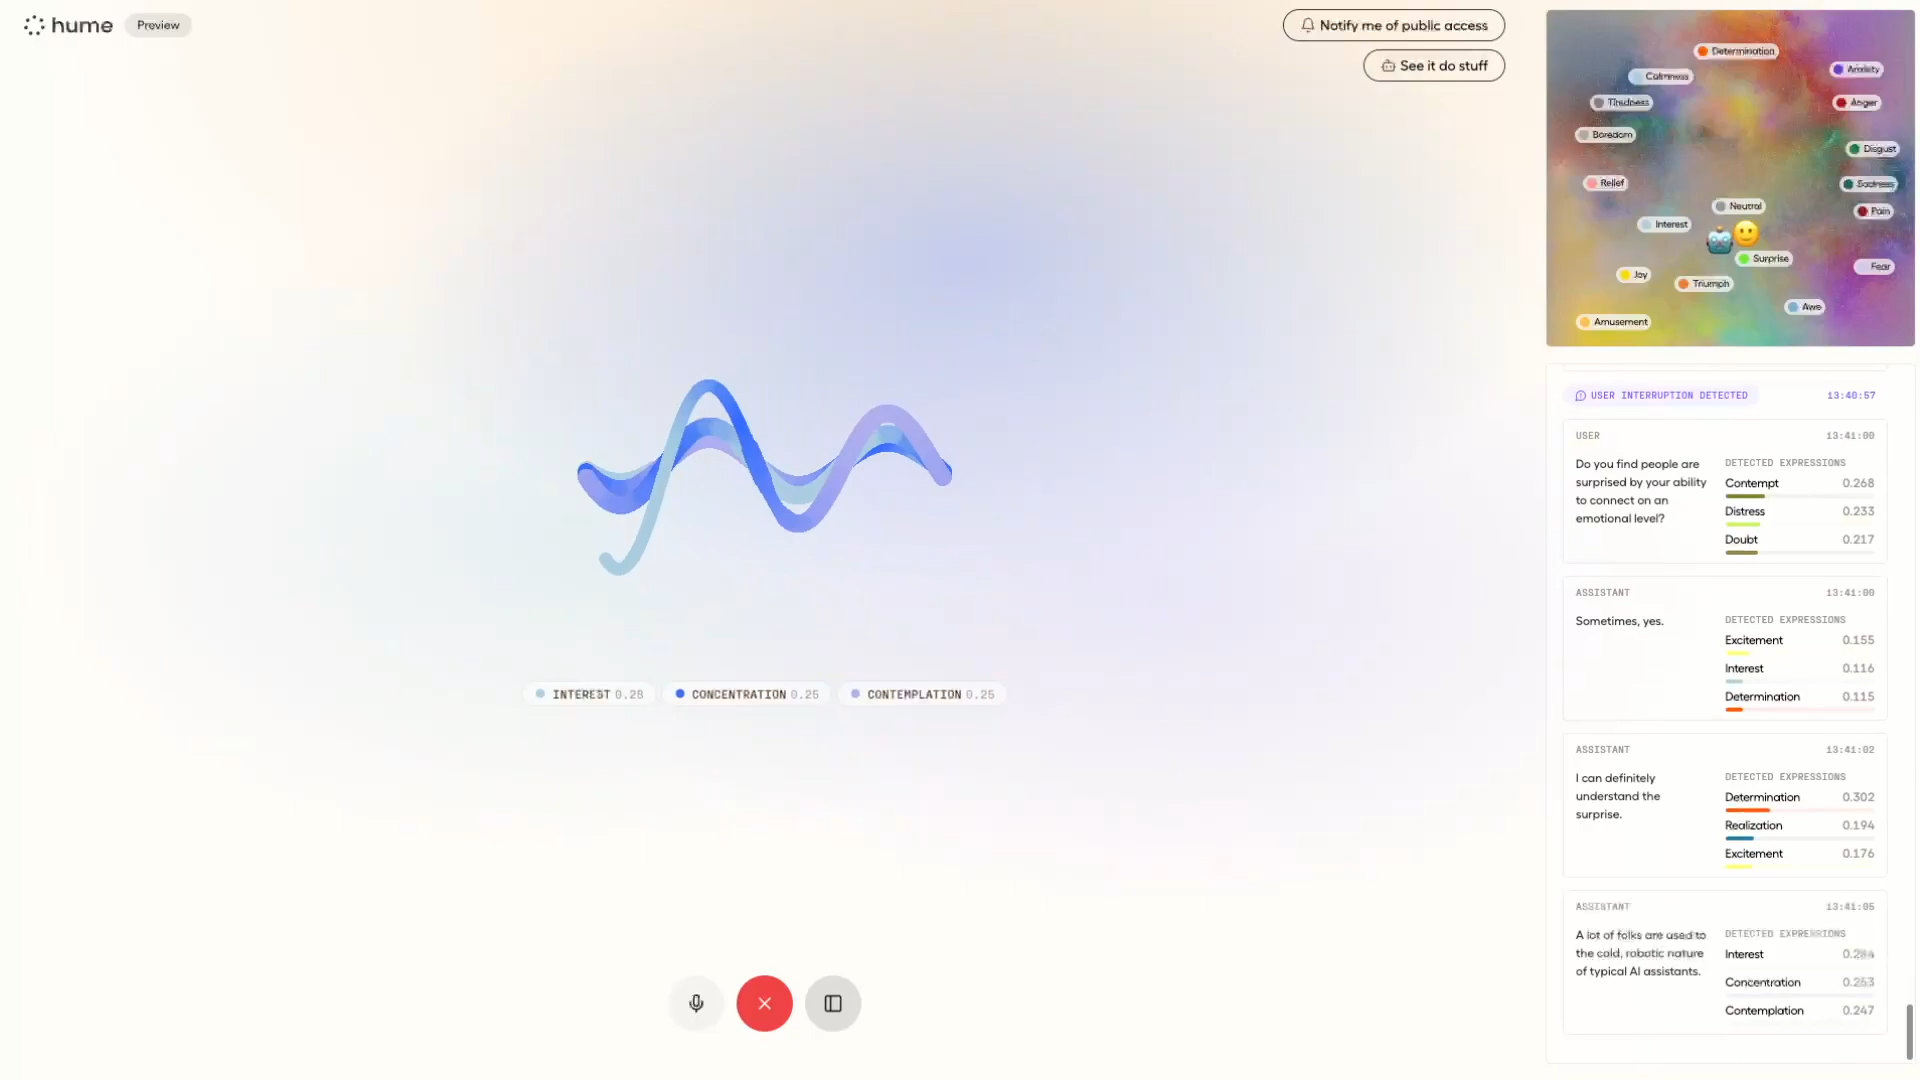 hume
Preview
Notify me of public access
See it do stuff
Determination
Calmness
Anxiety
Tiredness
Anger
Boredom
Disgust
Relief
Sadness
Neutral
Pain
Interest
Surprise
Fear
Joy
Triumph
Awe
Amusement
INTEREST 0.28
CONCENTRATION 0.25
CONTEMPLATION 0.25
USER INTERRUPTION DETECTED
13:40:57
USER
13:41:00
Do you find people are
surprised by your ability
to connect on an
emotional level?
DETECTED EXPRESSIONS
Contempt 0.268
Distress 0.233
Doubt 0.217
ASSISTANT
13:41:00
Sometimes, yes.
DETECTED EXPRESSIONS
Excitement 0.155
Interest 0.116
Determination 0.115
ASSISTANT
13:41:02
I can definitely
understand the
surprise.
DETECTED EXPRESSIONS
Determination 0.302
Realization 0.194
Excitement 0.176
ASSISTANT
13:41:05
A lot of folks are used to
the cold, robotic nature
of typical AI assistants.
DETECTED EXPRESSIONS
Interest
Concentration 0.253
Contemplation 0.247